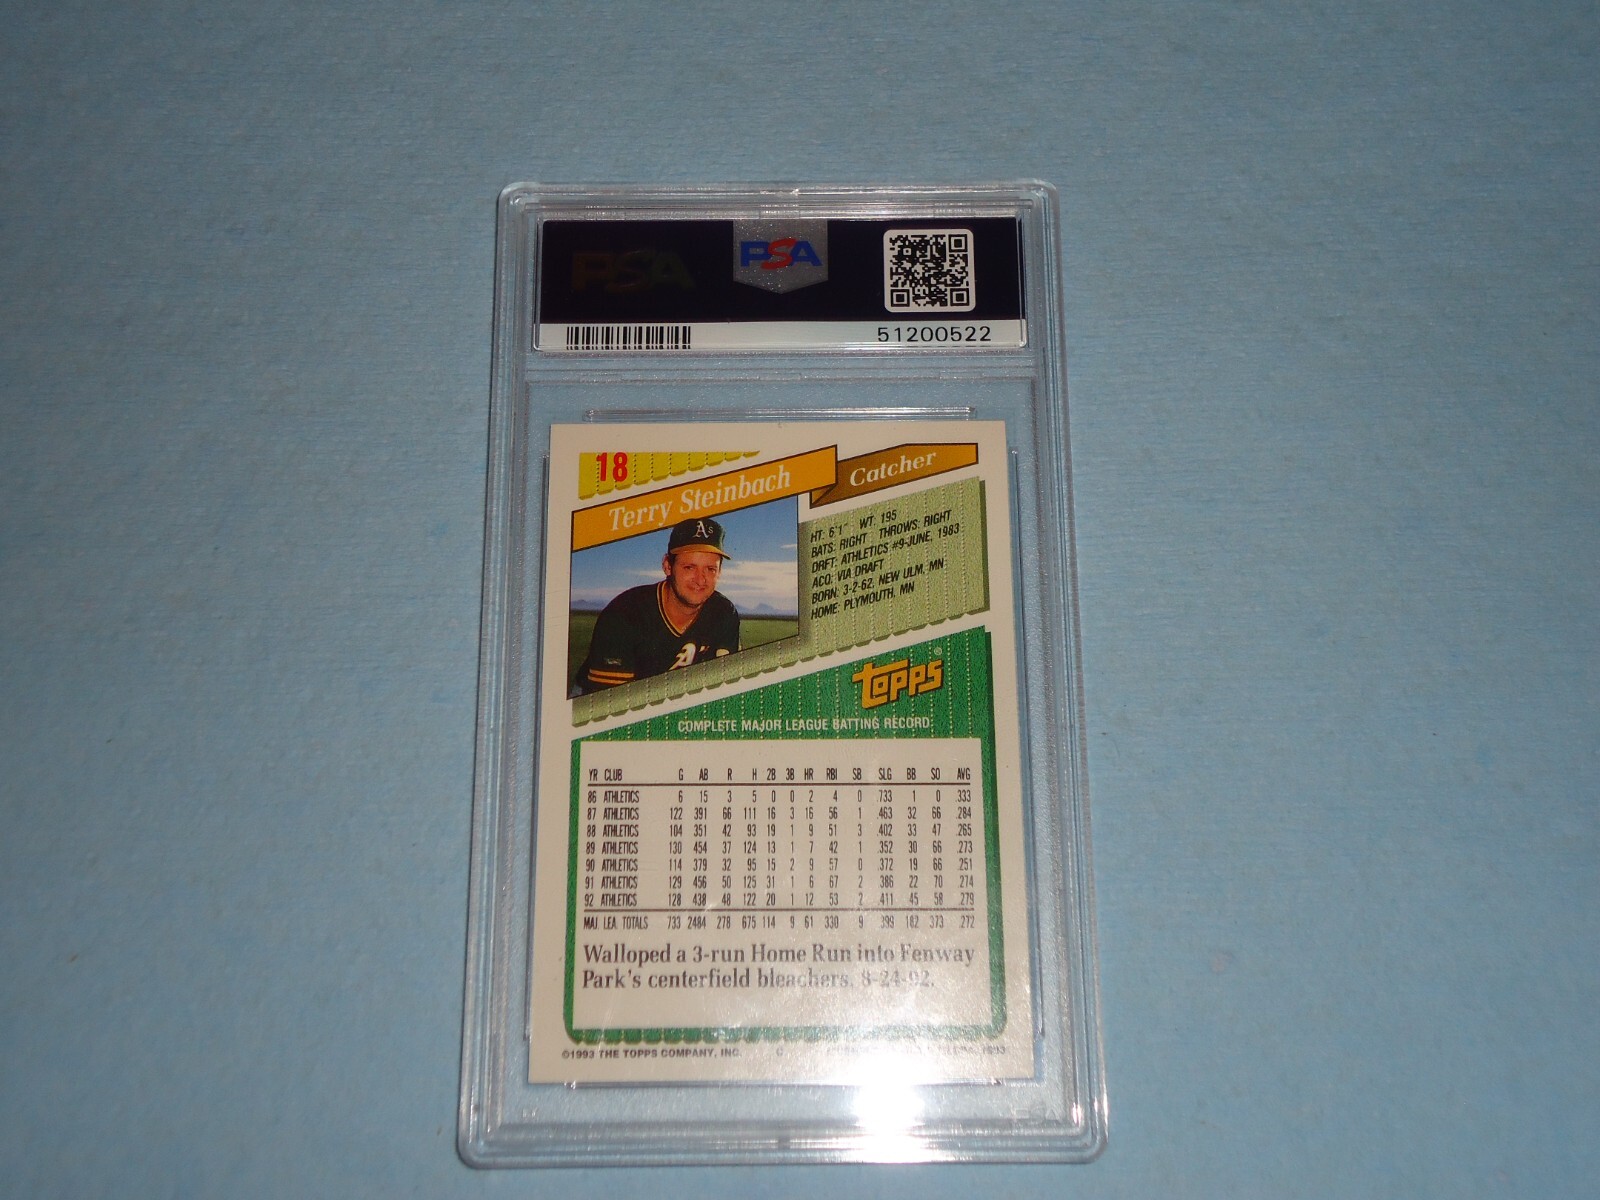 PSA
PSA
51200522
18
Terry Steinbach
Catcher
A's
HT: 6'1" WT: 195
BATS: RIGHT THROWS: RIGHT
DRFT: ATHLETICS #9-JUNE, 1983
ACQ: VIA DRAFT
BORN: 3-2-62, NEW ULM, MN
HOME: PLYMOUTH, MN
topps®
COMPLETE MAJOR LEAGUE BATTING RECORD
YR CLUB G AB R H 2B 3B HR RBI SB SLG BB SO AVG
86 ATHLETICS 6 15 3 5 0 0 2 4 0 .733 1 0 .333
87 ATHLETICS 122 391 66 111 16 3 16 56 1 .463 32 66 .284
88 ATHLETICS 104 351 42 93 19 1 9 51 3 .402 33 47 .265
89 ATHLETICS 130 454 37 124 13 1 7 42 1 .352 30 66 .273
90 ATHLETICS 114 379 32 95 15 2 9 57 0 .372 19 66 .251
91 ATHLETICS 129 456 50 125 31 1 6 67 2 .386 22 70 .274
92 ATHLETICS 128 438 48 122 20 1 12 53 2 .411 45 58 .279
MAJ. LEA. TOTALS 733 2484 278 675 114 9 61 330 9 .399 182 373 .272
Walloped a 3-run Home Run into Fenway
Park's centerfield bleachers, 8-24-92.
©1993 THE TOPPS COMPANY, INC.
PSA